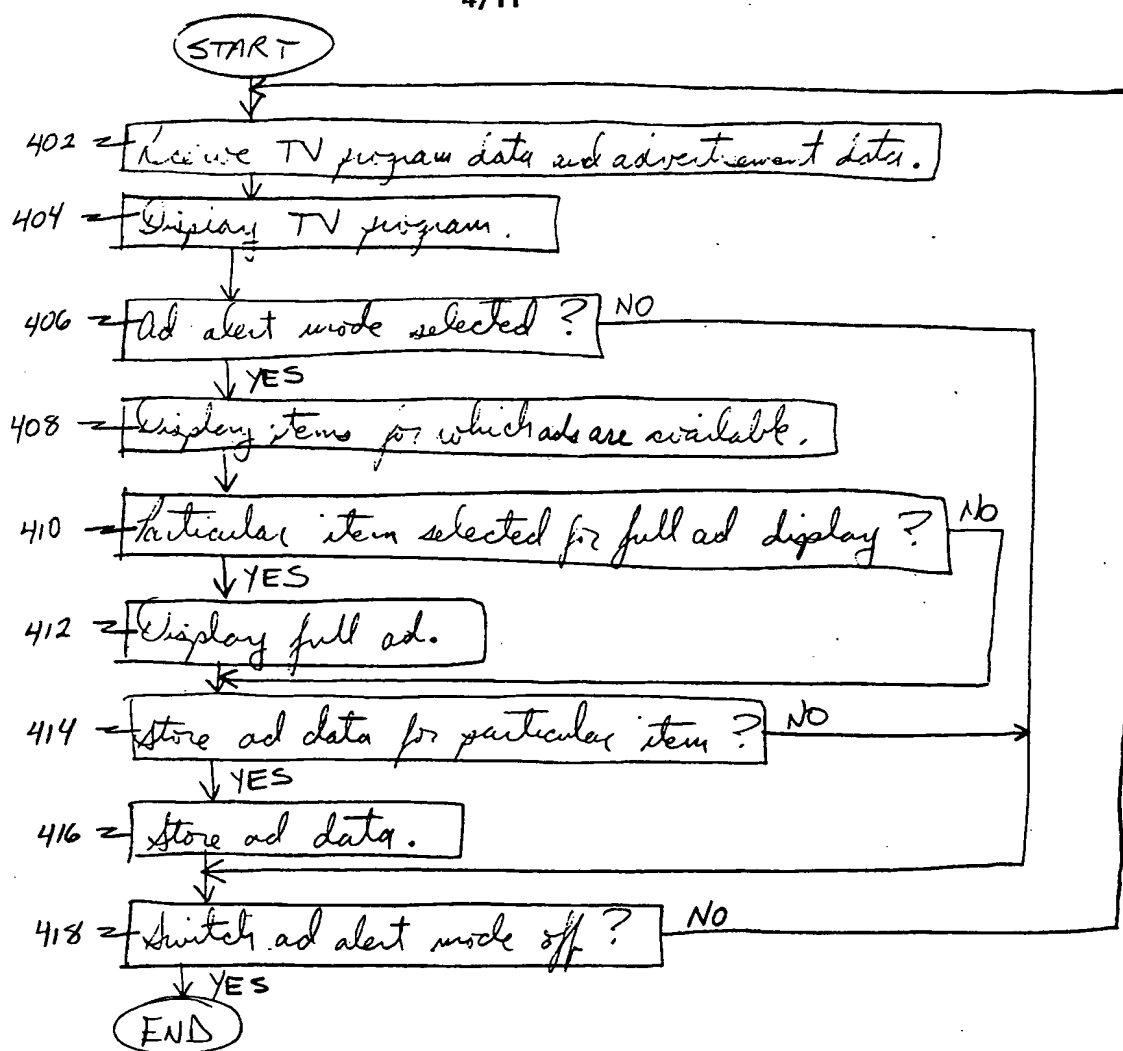 4/11
START
402 Receive TV program data and advertisement data.
404 Display TV program.
406 Ad alert mode selected? NO
YES
408 Display items for which ads are available.
410 Particular item selected for full ad display? NO
YES
412 Display full ad.
414 Store ad data for particular item? NO
YES
416 Store ad data.
418 Switch ad alert mode off? NO
YES
END